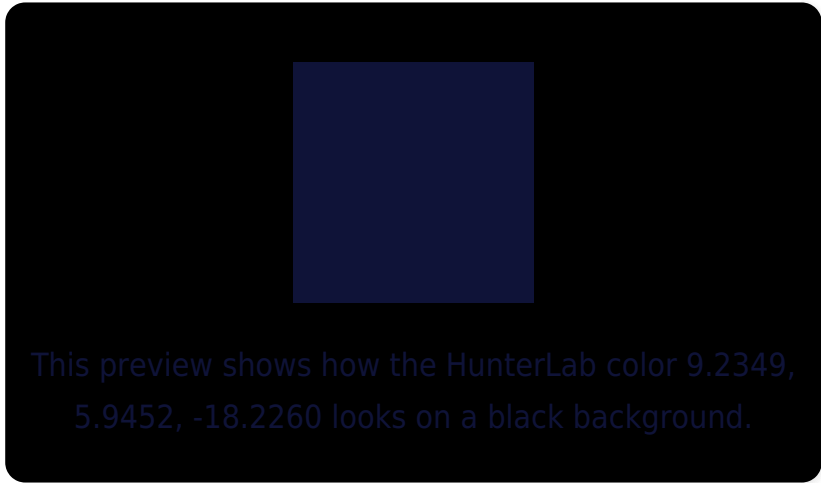 This preview shows how the HunterLab color 9.2349,
5.9452, -18.2260 looks on a black background.